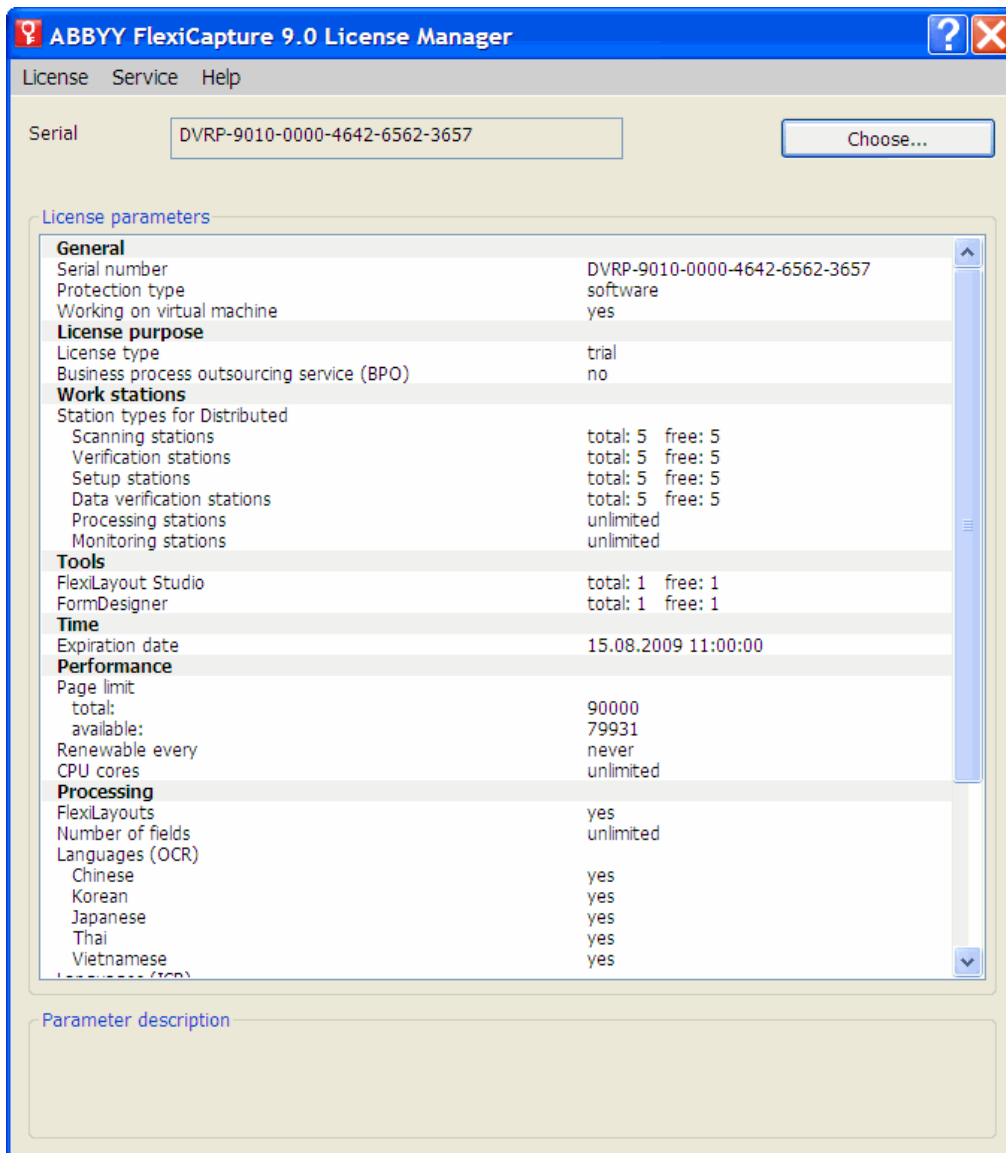 ABBYY FlexiCapture 9.0 License Manager
License Service Help
Serial DVRP-9010-0000-4642-6562-3657 Choose...
License parameters
General
Serial number DVRP-9010-0000-4642-6562-3657
Protection type software
Working on virtual machine yes
License purpose
License type trial
Business process outsourcing service (BPO) no
Work stations
Station types for Distributed
Scanning stations total: 5 free: 5
Verification stations total: 5 free: 5
Setup stations total: 5 free: 5
Data verification stations total: 5 free: 5
Processing stations unlimited
Monitoring stations unlimited
Tools
FlexiLayout Studio total: 1 free: 1
FormDesigner total: 1 free: 1
Time
Expiration date 15.08.2009 11:00:00
Performance
Page limit
total: 90000
available: 79931
Renewable every never
CPU cores unlimited
Processing
FlexiLayouts yes
Number of fields unlimited
Languages (OCR)
Chinese yes
Korean yes
Japanese yes
Thai yes
Vietnamese yes
Languages (ICR)
Parameter description